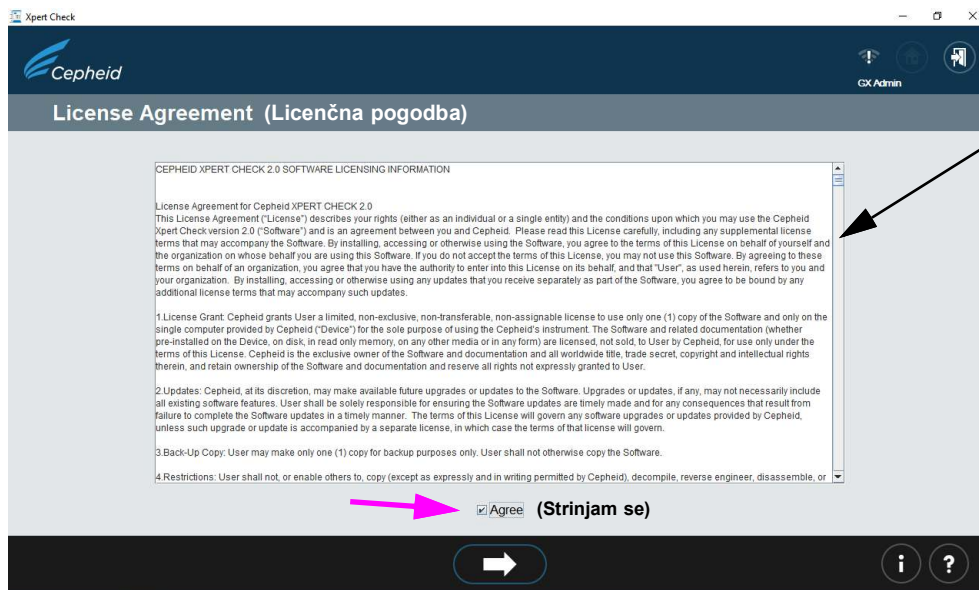 Xpert Check
Cepheid
GX Admin
License Agreement (Licenčna pogodba)
CEPHEID XPERT CHECK 2.0 SOFTWARE LICENSING INFORMATION
License Agreement for Cepheid XPERT CHECK 2.0
This License Agreement ("License") describes your rights (either as an individual or a single entity) and the conditions upon which you may use the Cepheid
Xpert Check version 2.0 ("Software") and is an agreement between you and Cepheid. Please read this License carefully, including any supplemental license
terms that may accompany the Software. By installing, accessing or otherwise using the Software, you agree to the terms of this License on behalf of yourself and
the organization on whose behalf you are using this Software. If you do not accept the terms of this License, you may not use this Software. By agreeing to these
terms on behalf of an organization, you agree that you have the authority to enter into this License on its behalf, and that "User", as used herein, refers to you and
your organization. By installing, accessing or otherwise using any updates that you receive separately as part of the Software, you agree to be bound by any
additional license terms that may accompany such updates.
1.License Grant: Cepheid grants User a limited, non-exclusive, non-transferable, non-assignable license to use only one (1) copy of the Software and only on the
single computer provided by Cepheid ("Device") for the sole purpose of using the Cepheid's instrument. The Software and related documentation (whether
pre-installed on the Device, on disk, in read only memory, on any other media or in any form) are licensed, not sold, to User by Cepheid, for use only under the
terms of this License. Cepheid is the exclusive owner of the Software and documentation and all worldwide title, trade secret, copyright and intellectual rights
therein, and retain ownership of the Software and documentation and reserve all rights not expressly granted to User.
2.Updates: Cepheid, at its discretion, may make available future upgrades or updates to the Software. Upgrades or updates, if any, may not necessarily include
all existing software features. User shall be solely responsible for ensuring the Software updates are timely made and for any consequences that result from
failure to complete the Software updates in a timely manner. The terms of this License will govern any software upgrades or updates provided by Cepheid,
unless such upgrade or update is accompanied by a separate license, in which case the terms of that license will govern.
3.Back-Up Copy: User may make only one (1) copy for backup purposes only. User shall not otherwise copy the Software.
4.Restrictions: User shall not, or enable others to, copy (except as expressly and in writing permitted by Cepheid), decompile, reverse engineer, disassemble, or
Agree (Strinjam se)
i ?